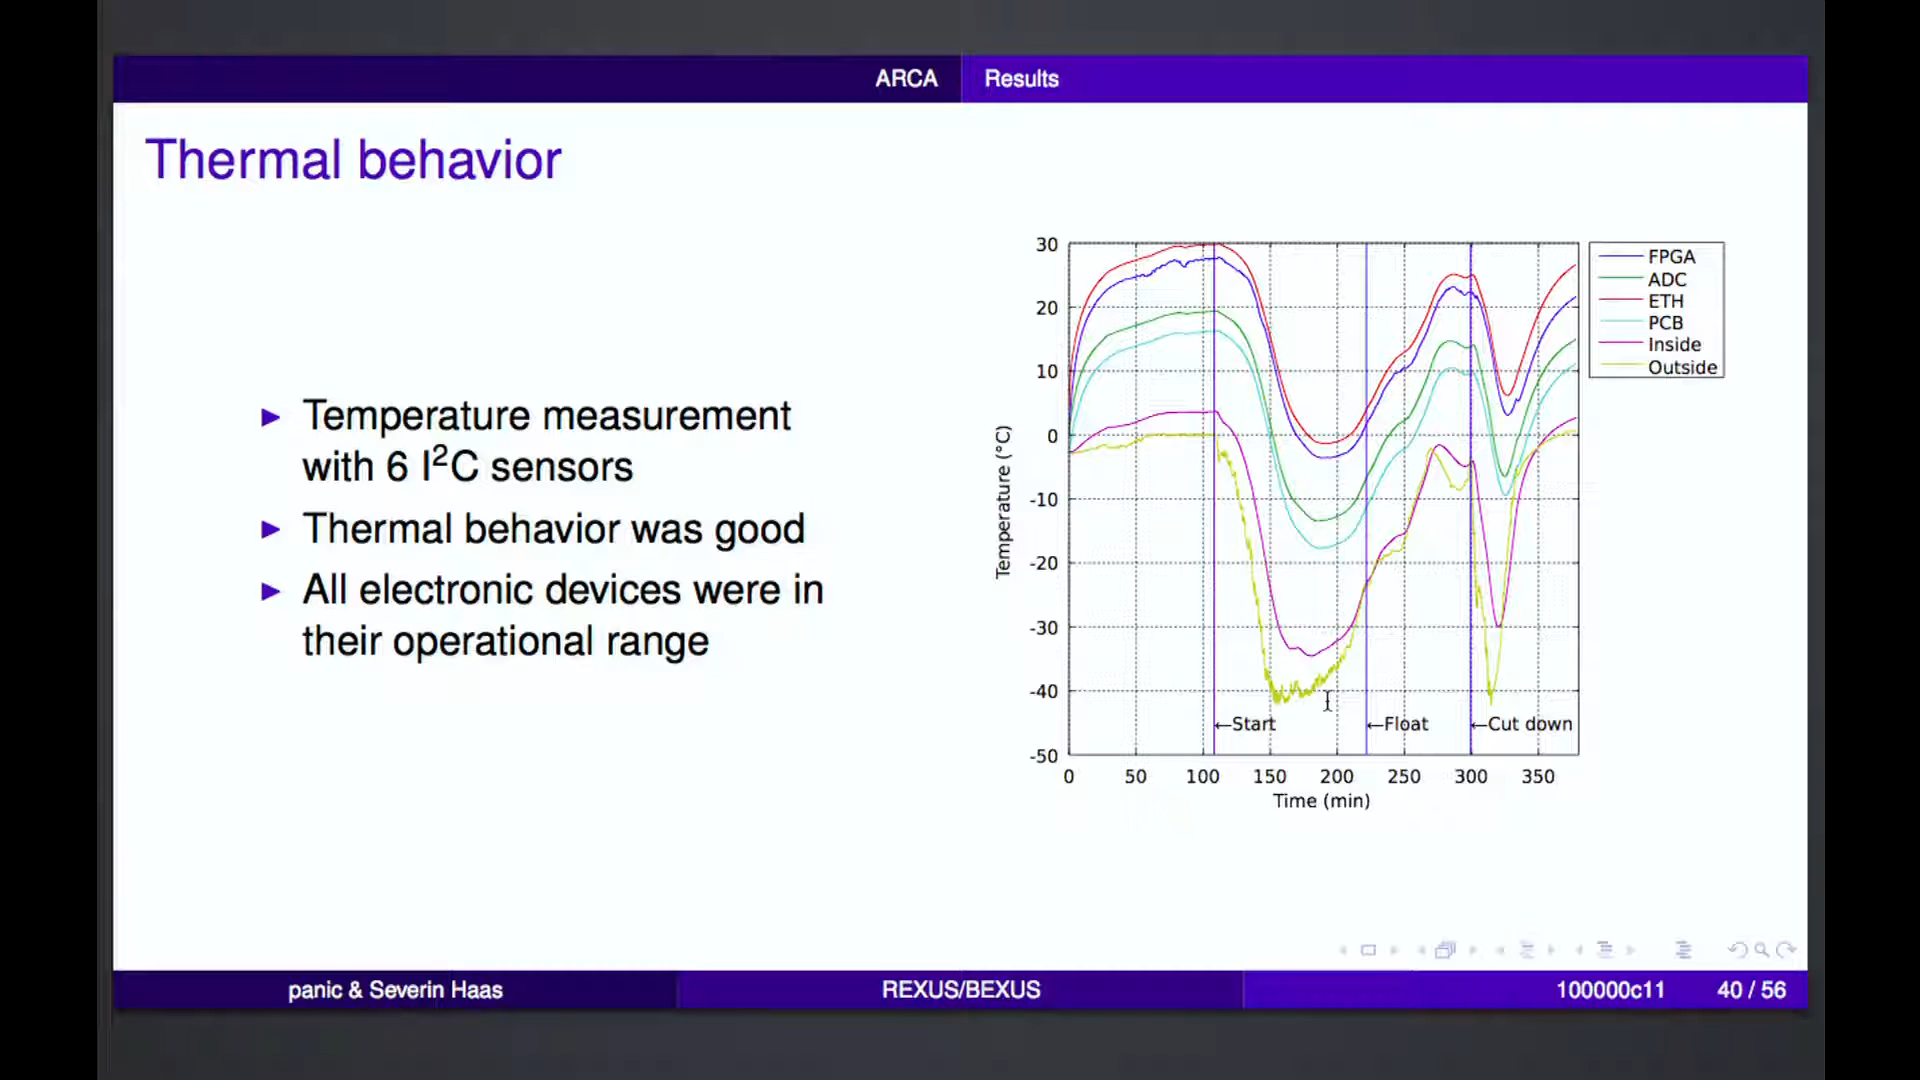 ARCA Results
Thermal behavior
► Temperature measurement
with 6 I²C sensors
► Thermal behavior was good
► All electronic devices were in
their operational range
30
20
10
0
-10
-20
-30
-40
-50
Temperature (°C)
←Start
←Float
←Cut down
0 50 100 150 200 250 300 350
Time (min)
FPGA
ADC
ETH
PCB
Inside
Outside
panic & Severin Haas REXUS/BEXUS 100000c11 40 / 56